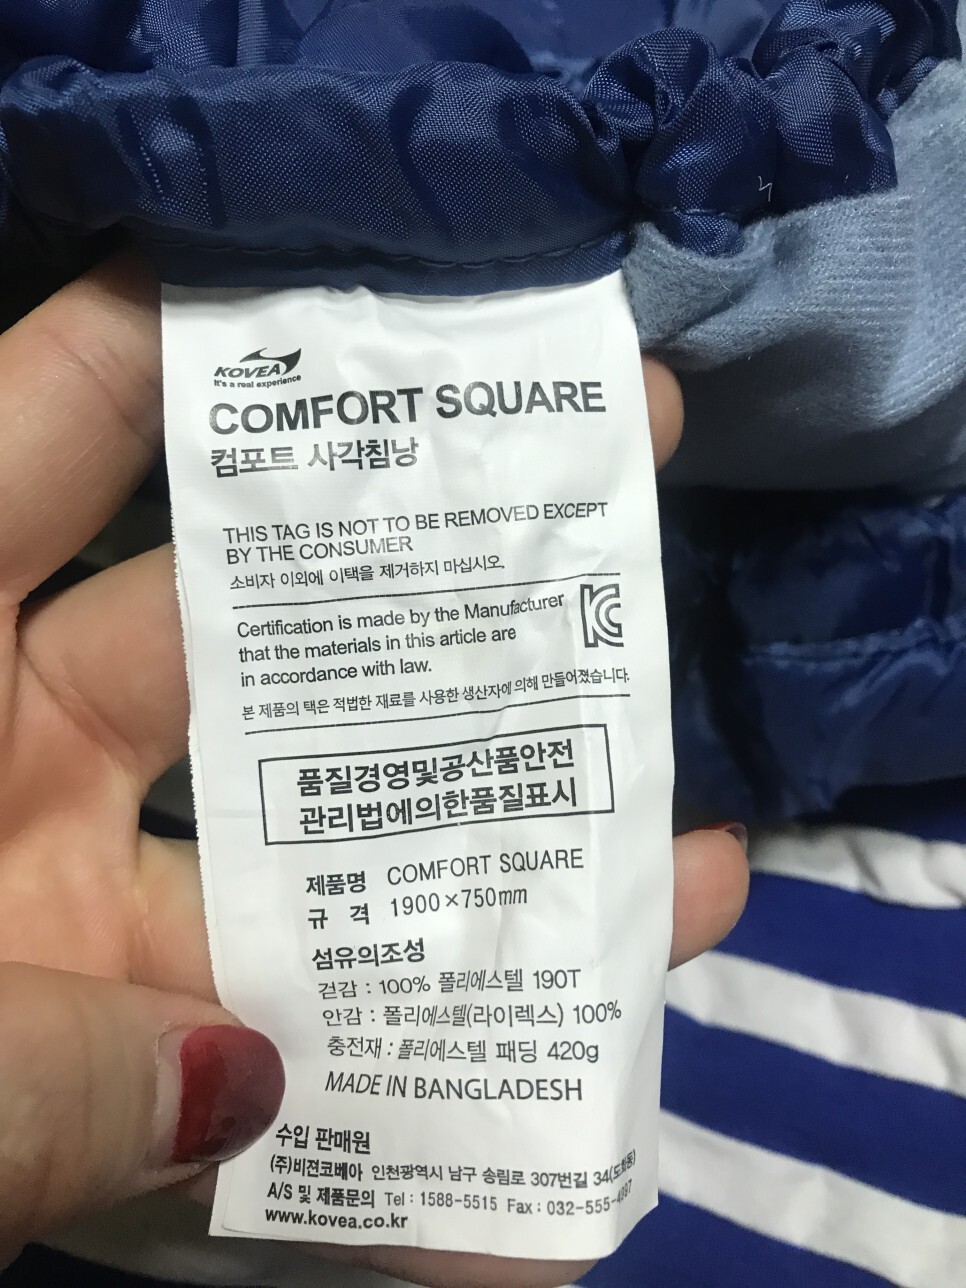 KOVEA
It's a real experience
COMFORT SQUARE
컴포트 사각침낭
THIS TAG IS NOT TO BE REMOVED EXCEPT
BY THE CONSUMER
소비자 이외에 이택을 제거하지 마십시오.
Certification is made by the Manufacturer
that the materials in this article are
in accordance with law.
본 제품의 택은 적법한 재료를 사용한 생산자에 의해 만들어졌습니다.
품질경영및공산품안전
관리법에의한품질표시
제품명 COMFORT SQUARE
규 격 1900×750mm
섬유의조성
겉감 : 100% 폴리에스텔 190T
안감 : 폴리에스텔(라이렉스) 100%
충전재 : 폴리에스텔 패딩 420g
MADE IN BANGLADESH
수입 판매원
(주)비젼코베아 인천광역시 남구 송림로 307번길 34(도화동)
A/S 및 제품문의 Tel : 1588-5515 Fax : 032-555-
www.kovea.co.kr